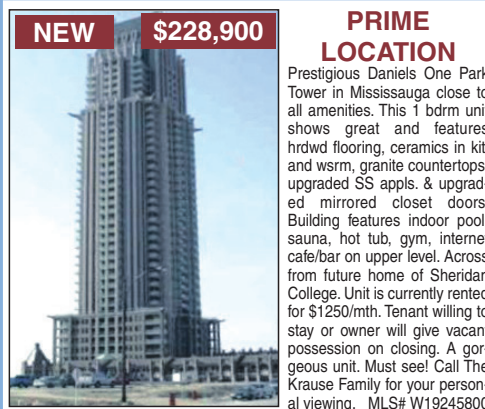 NEW
$228,900
PRIME
LOCATION
Prestigious Daniels One Park
Tower in Mississauga close to
all amenities. This 1 bdrm unit
shows great and features
hrdwd flooring, ceramics in kit
and wsrm, granite countertops
upgraded SS appls. & upgrad-
ed mirrored closet doors
Building features indoor pool
sauna, hot tub, gym, internet
cafe/bar on upper level. Across
from future home of Sheridan
College. Unit is currently rented
for $1250/mth. Tenant willing to
stay or owner will give vacant
possession on closing. A gor-
geous unit. Must see! Call The
Krause Family for your person-
al viewing. MLS# W19245800